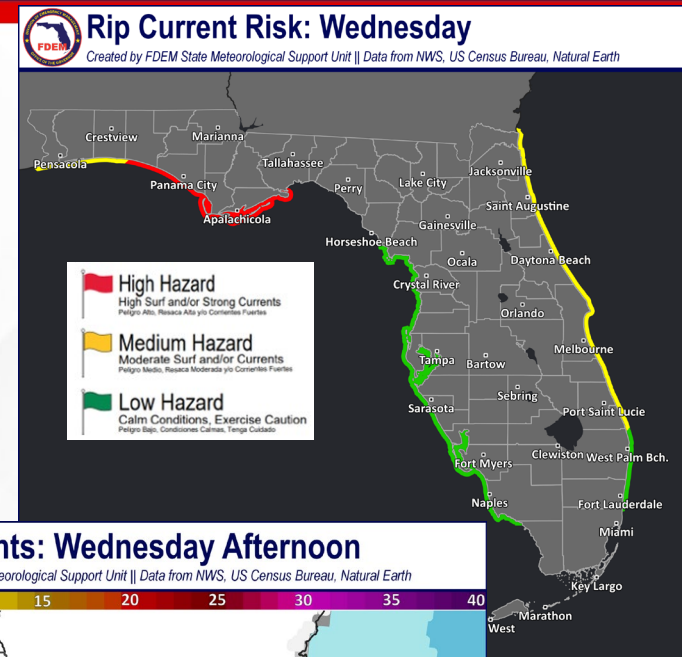 FDEM
Rip Current Risk: Wednesday
Created by FDEM State Meteorological Support Unit || Data from NWS, US Census Bureau, Natural Earth
Crestview
Marianna
Pensacola
Tallahassee
Panama City
Perry
Lake City
Jacksonville
Apalachicola
Saint Augustine
Gainesville
Horseshoe Beach
Ocala
Daytona Beach
Crystal River
Orlando
High Hazard
High Surf and/or Strong Currents
Peligro Alto, Resaca Alta y/o Corrientes Fuertes
Medium Hazard
Moderate Surf and/or Currents
Peligro Medio, Resaca Moderada y/o Corrientes Fuertes
Low Hazard
Calm Conditions, Exercise Caution
Peligro Bajo, Condiciones Calmas, Tenga Cuidado
Melbourne
Tampa
Bartow
Sebring
Sarasota
Port Saint Lucie
Clewiston
West Palm Bch.
Fort Myers
Naples
Fort Lauderdale
Miami
Key Largo
Marathon
West
nts: Wednesday Afternoon
eorological Support Unit || Data from NWS, US Census Bureau, Natural Earth
15 20 25 30 35 40